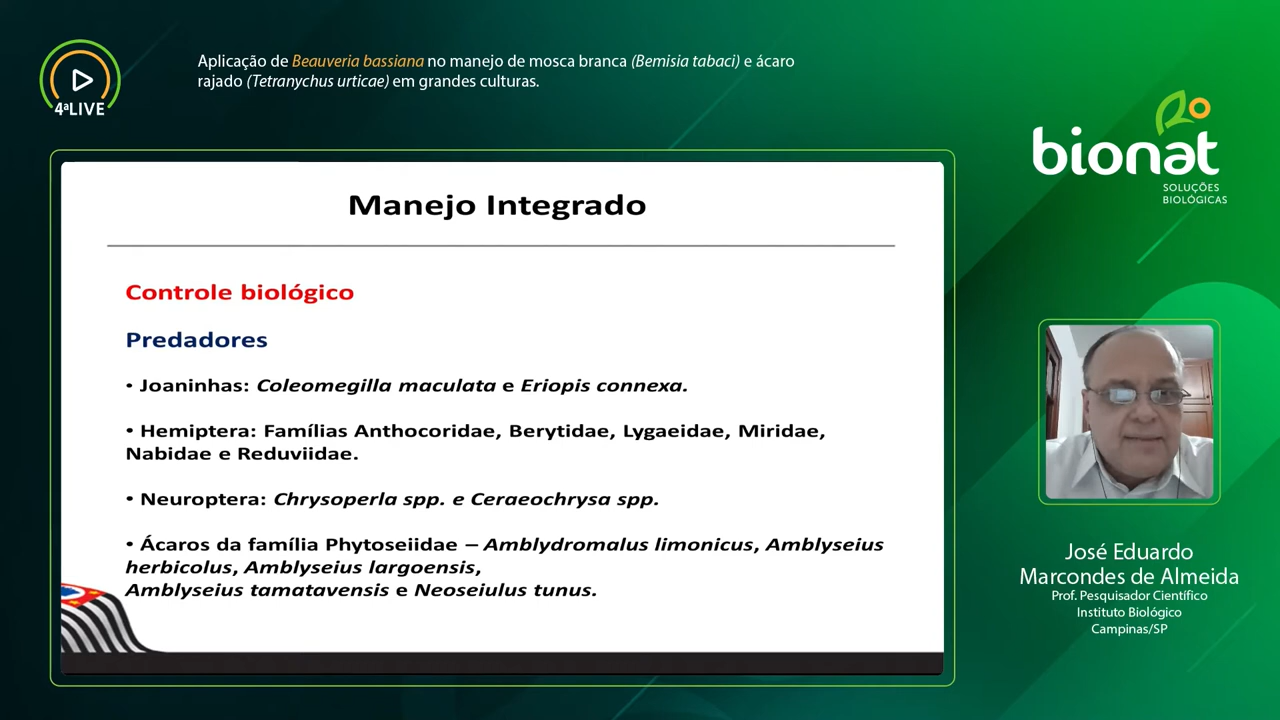 Aplicação de Beauveria bassiana no manejo de mosca branca (Bemisia tabaci) e ácaro
rajado (Tetranychus urticae) em grandes culturas.
4ªLIVE
bionat
SOLUÇÕES
BIOLÓGICAS
Manejo Integrado
Controle biológico
Predadores
• Joaninhas: Coleomegilla maculata e Eriopis connexa.
• Hemiptera: Famílias Anthocoridae, Berytidae, Lygaeidae, Miridae,
Nabidae e Reduviidae.
• Neuroptera: Chrysoperla spp. e Ceraeochrysa spp.
• Ácaros da família Phytoseiidae – Amblydromalus limonicus, Amblyseius
herbicolus, Amblyseius largoensis,
Amblyseius tamatavensis e Neoseiulus tunus.
José Eduardo
Marcondes de Almeida
Prof. Pesquisador Científico
Instituto Biológico
Campinas/SP